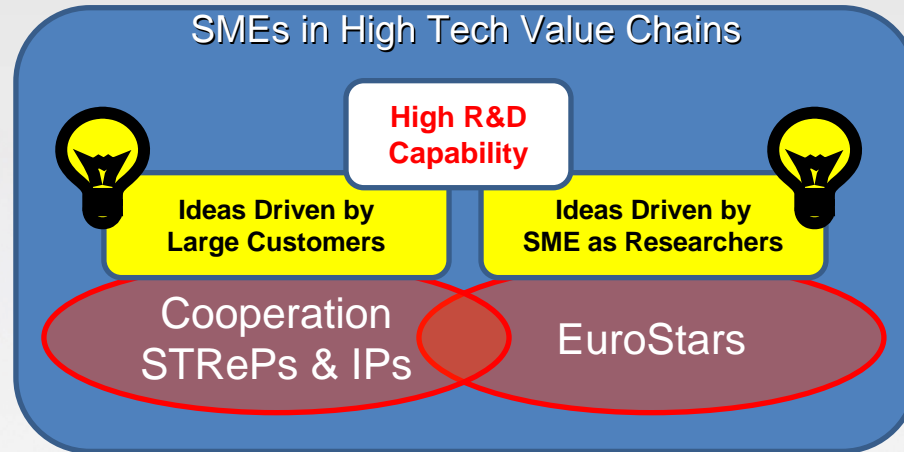 SMEs in High Tech Value Chains
High R&D
Capability
Ideas Driven by
Large Customers
Ideas Driven by
SME as Researchers
Cooperation
STRePs & IPs
EuroStars